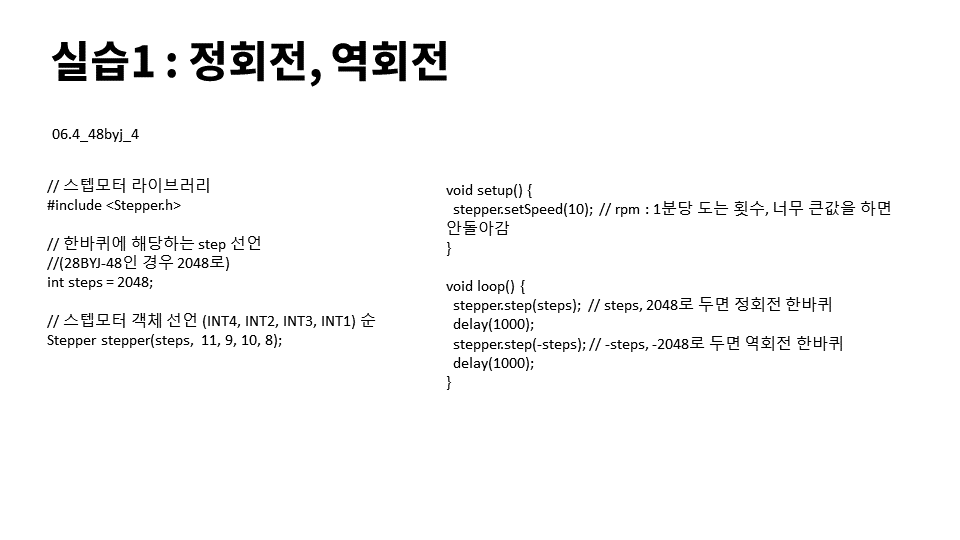 실습1 : 정회전, 역회전
06.4_48byj_4
// 스텝모터 라이브러리
#include <Stepper.h>
// 한바퀴에 해당하는 step 선언
//(28BYJ-48인 경우 2048로)
int steps = 2048;
// 스텝모터 객체 선언 (INT4, INT2, INT3, INT1) 순
Stepper stepper(steps,  11, 9, 10, 8);
void setup() {
  stepper.setSpeed(10);  // rpm : 1분당 도는 횟수, 너무 큰값을 하면
안돌아감
}
void loop() {
  stepper.step(steps);  // steps, 2048로 두면 정회전 한바퀴
  delay(1000);
  stepper.step(-steps); // -steps, -2048로 두면 역회전 한바퀴
  delay(1000);
}